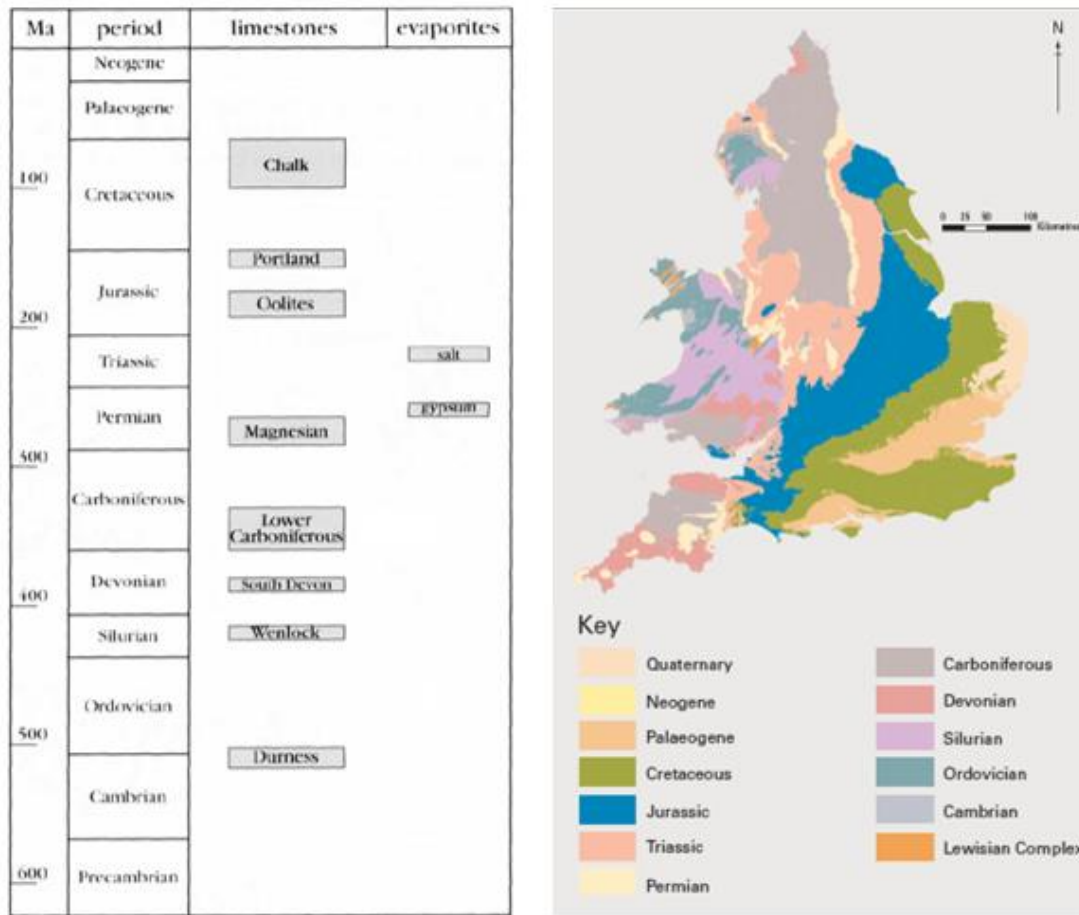 Ma period limestones evaporites
Neogene
Palaeogene
Chalk
100
Cretaceous
Portland
Jurassic
Oolites
200
salt
Triassic
gypsum
Permian
Magnesian
300
Carboniferous
Lower
Carboniferous
Devonian
South Devon
400
Silurian
Wenlock
Ordovician
500
Durness
Cambrian
600
Precambrian
N
0 25 50 100
Kilometres
Key
Quaternary
Neogene
Palaeogene
Cretaceous
Jurassic
Triassic
Permian
Carboniferous
Devonian
Silurian
Ordovician
Cambrian
Lewisian Complex